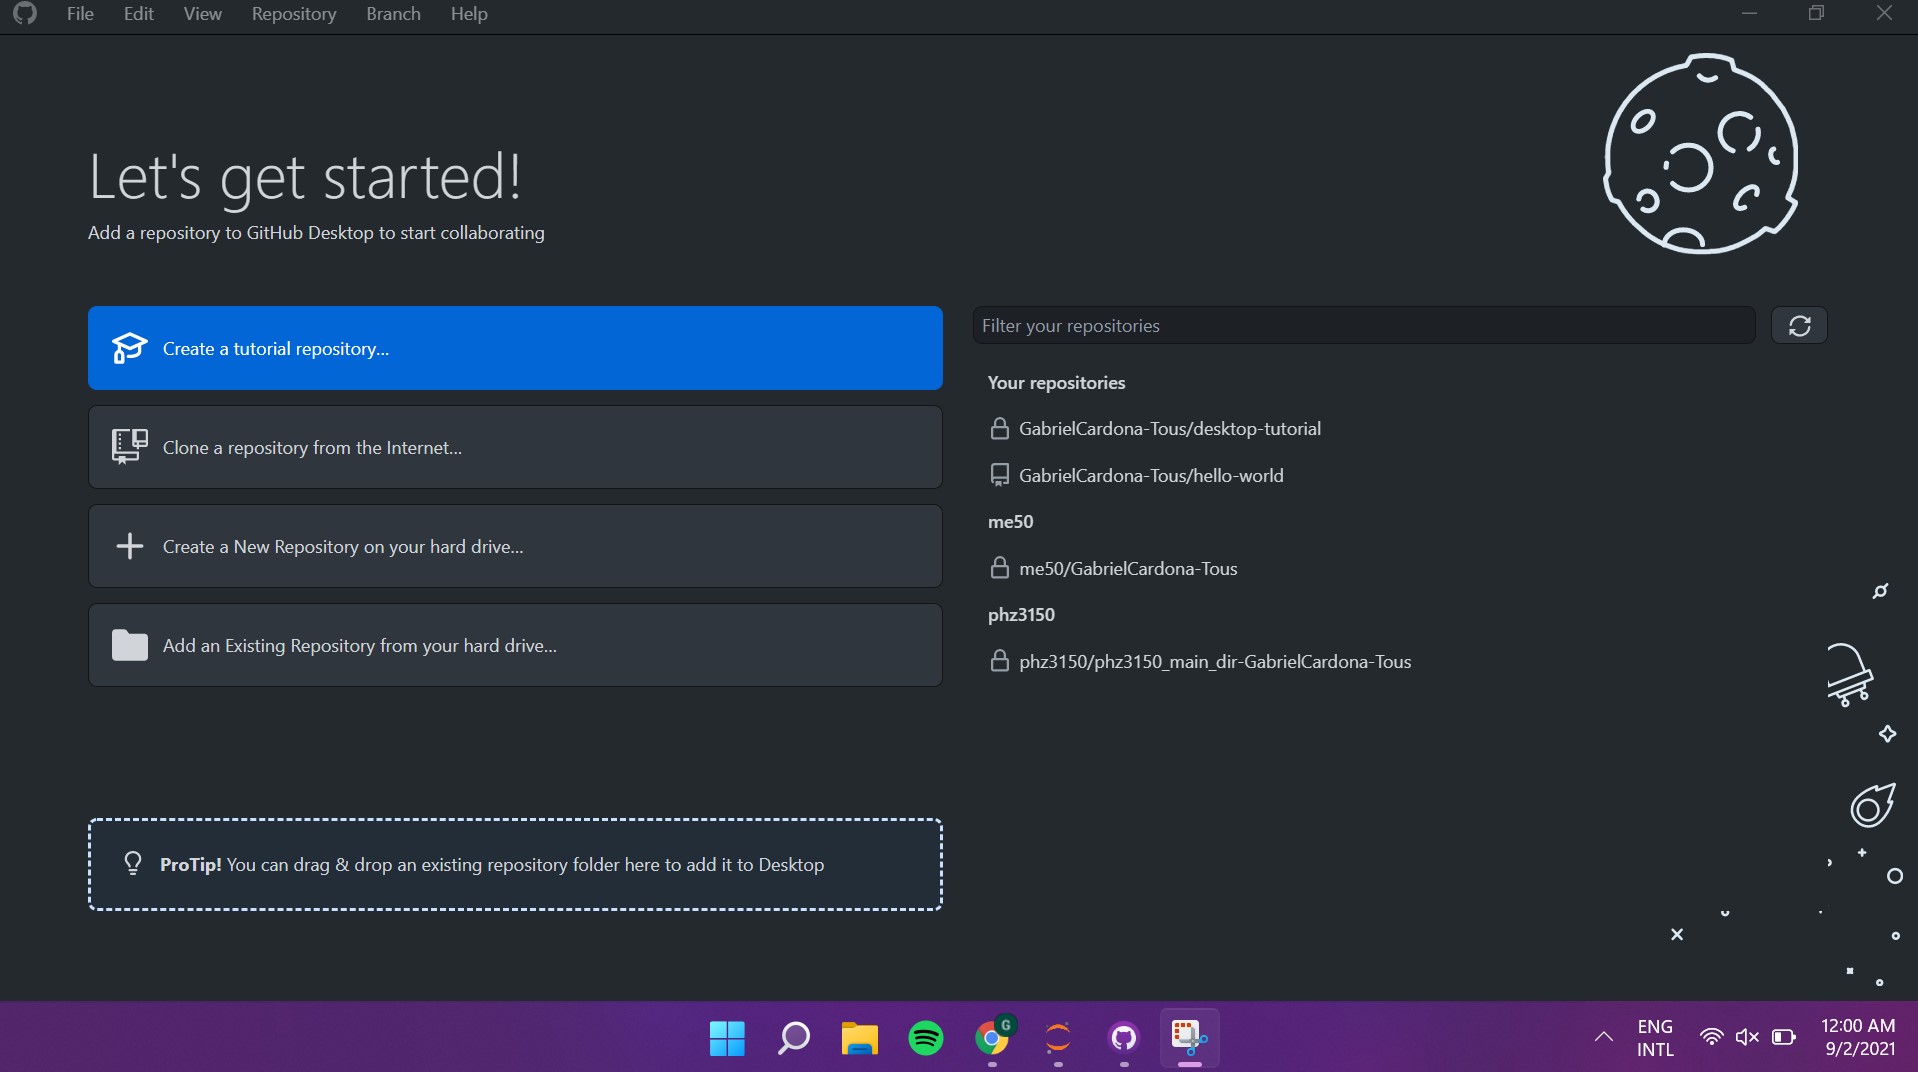 File Edit View Repository Branch Help
Let's get started!
Add a repository to GitHub Desktop to start collaborating
Create a tutorial repository...
Clone a repository from the Internet...
Create a New Repository on your hard drive...
Add an Existing Repository from your hard drive...
ProTip! You can drag & drop an existing repository folder here to add it to Desktop
Filter your repositories
Your repositories
GabrielCardona-Tous/desktop-tutorial
GabrielCardona-Tous/hello-world
me50
me50/GabrielCardona-Tous
phz3150
phz3150/phz3150_main_dir-GabrielCardona-Tous
G
ENG
INTL
12:00 AM
9/2/2021